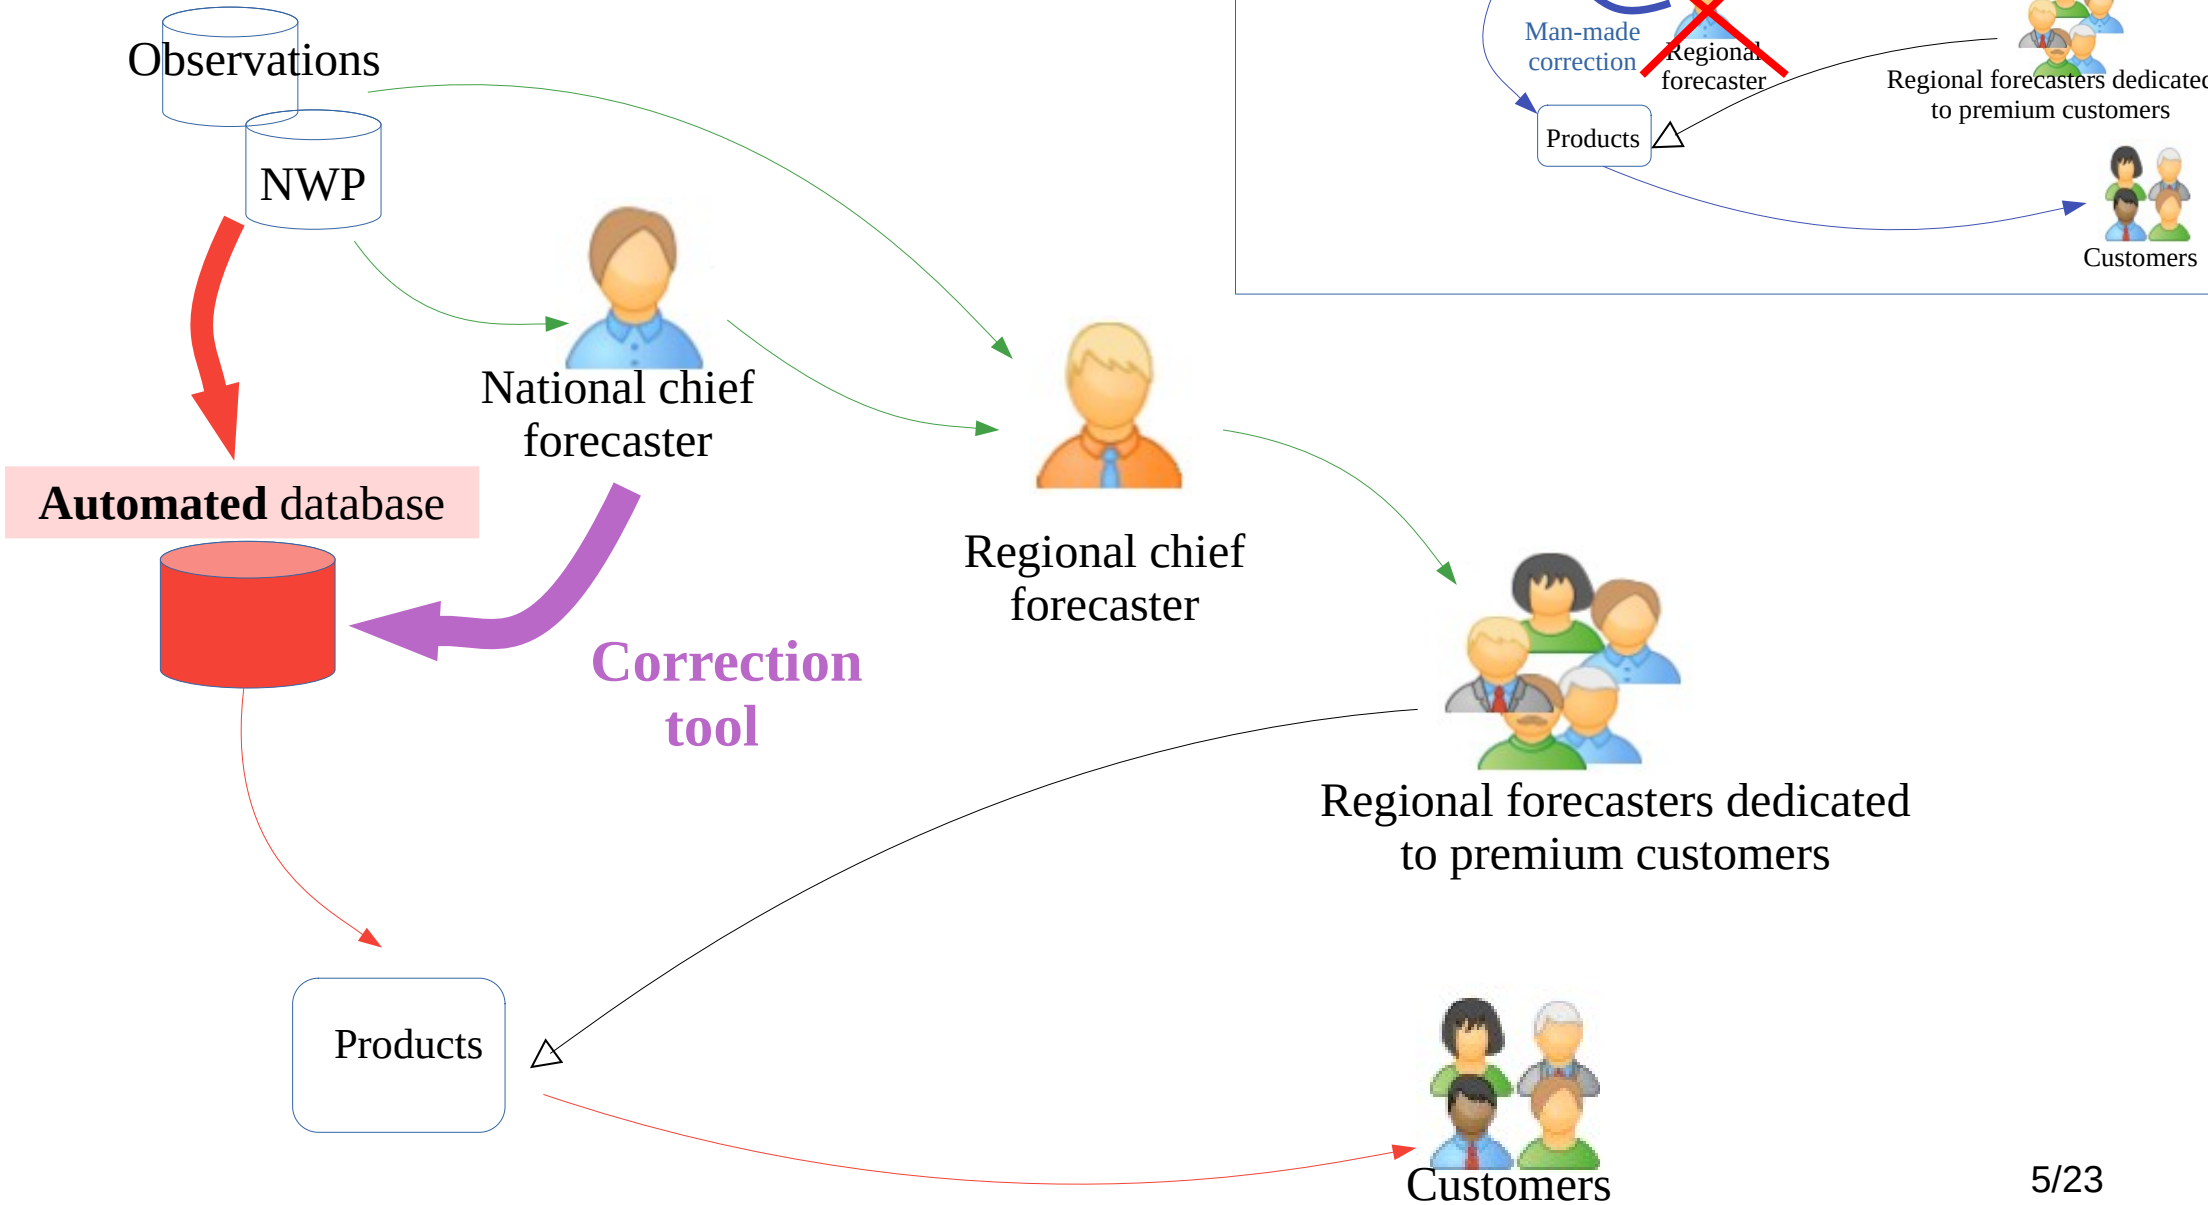 Observations
NWP
Man-made
correction
Regional
forecaster
Regional forecasters dedicated
to premium customers
Products
Customers
National chief
forecaster
Automated database
Regional chief
forecaster
Correction
tool
Regional forecasters dedicated
to premium customers
Products
Customers
5/23